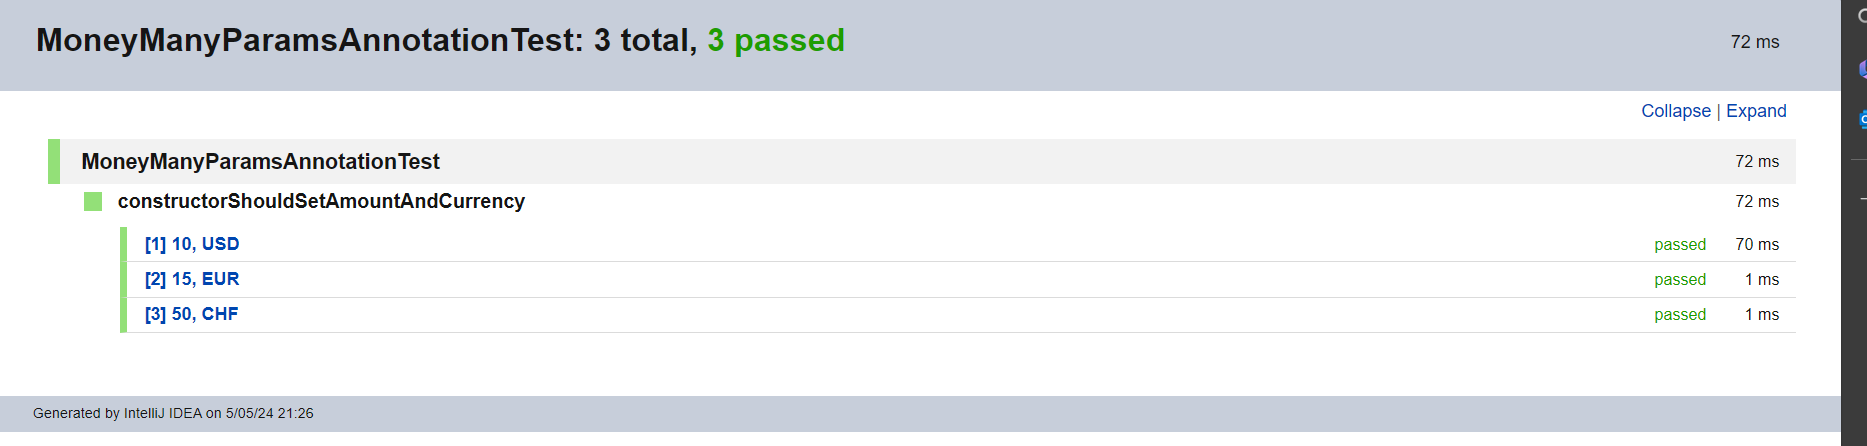 MoneyManyParamsAnnotationTest: 3 total, 3 passed 72 ms
Collapse | Expand
MoneyManyParamsAnnotationTest 72 ms
constructorShouldSetAmountAndCurrency 72 ms
[1] 10, USD passed 70 ms
[2] 15, EUR passed 1 ms
[3] 50, CHF passed 1 ms
Generated by IntelliJ IDEA on 5/05/24 21:26